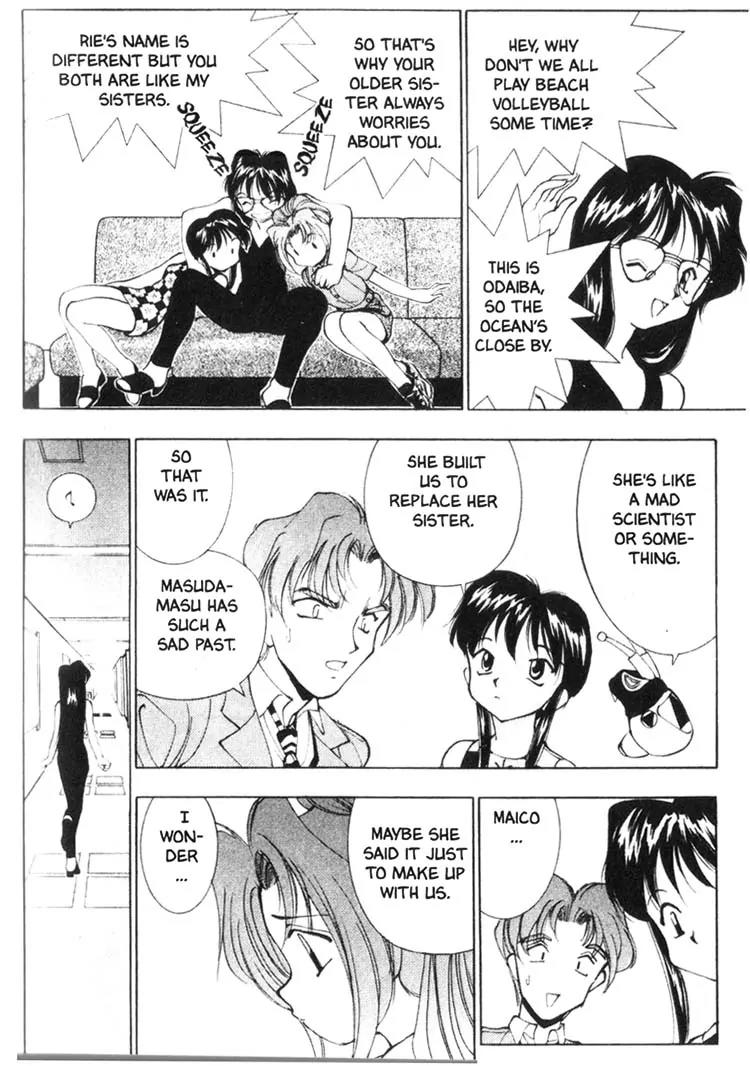 HEY, WHY
DON'T WE ALL
PLAY BEACH
VOLLEYBALL
SOME TIME?
THIS IS
ODAIBA,
SO THE
OCEAN'S
CLOSE BY.
SO THAT'S
WHY YOUR
OLDER SIS-
TER ALWAYS
WORRIES
ABOUT YOU.
RIE'S NAME IS
DIFFERENT BUT YOU
BOTH ARE LIKE MY
SISTERS.
SQUEEZE
SQUEEZE
SHE'S LIKE
A MAD
SCIENTIST
OR SOME-
THING.
SHE BUILT
US TO
REPLACE HER
SISTER.
SO
THAT
WAS IT.
MASUDA-
MASU HAS
SUCH A
SAD PAST.
♪
MAICO
...
MAYBE SHE
SAID IT JUST
TO MAKE UP
WITH US.
I
WON-
DER
...